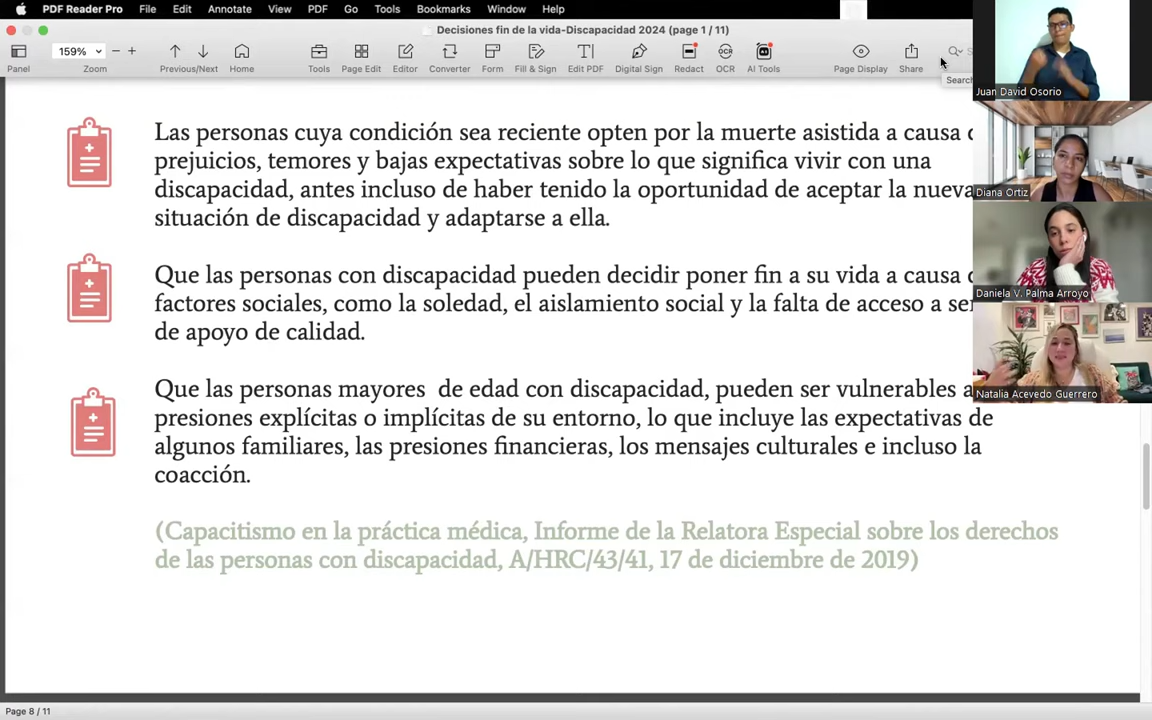 PDF Reader Pro File Edit Annotate View PDF Go Tools Bookmarks Window Help
Decisiones fin de la vida-Discapacidad 2024 (page 1 / 11)
159%
Panel Zoom Previous/Next Home Tools Page Edit Editor Converter Form Fill & Sign Edit PDF Digital Sign Redact OCR AI Tools Page Display Share
Search
Juan David Osorio
Diana Ortiz
Daniela V. Palma Arroyo
Natalia Acevedo Guerrero
Las personas cuya condición sea reciente opten por la muerte asistida a causa
prejuicios, temores y bajas expectativas sobre lo que significa vivir con una
discapacidad, antes incluso de haber tenido la oportunidad de aceptar la nueva
situación de discapacidad y adaptarse a ella.
Que las personas con discapacidad pueden decidir poner fin a su vida a causa
factores sociales, como la soledad, el aislamiento social y la falta de acceso a
de apoyo de calidad.
Que las personas mayores de edad con discapacidad, pueden ser vulnerables a
presiones explícitas o implícitas de su entorno, lo que incluye las expectativas de
algunos familiares, las presiones financieras, los mensajes culturales e incluso la
coacción.
(Capacitismo en la práctica médica, Informe de la Relatora Especial sobre los derechos
de las personas con discapacidad, A/HRC/43/41, 17 de diciembre de 2019)
Page 8 / 11